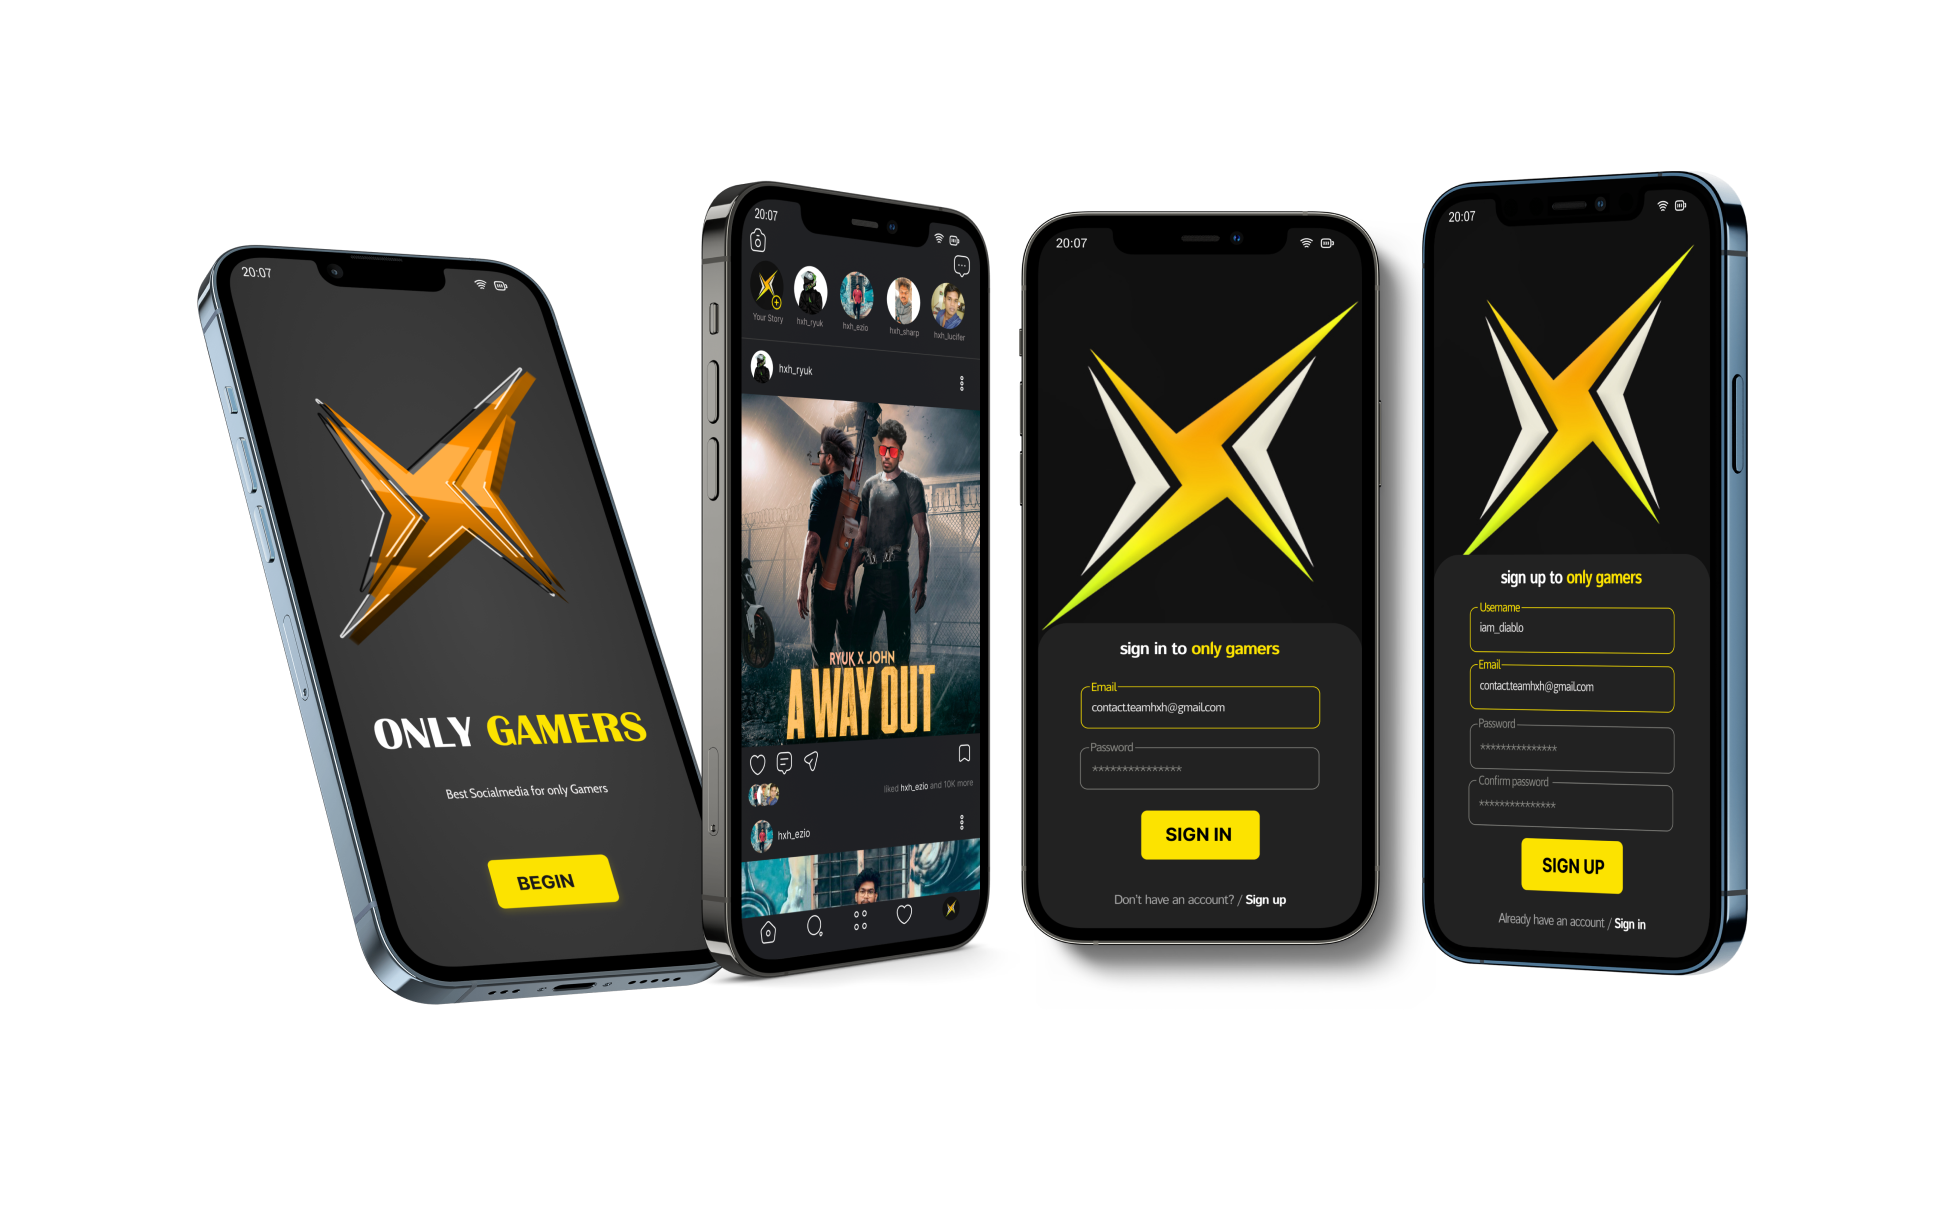 20:07
ONLY GAMERS
Best Socialmedia for only Gamers
BEGIN
20:07
Your Story
hxh_ryuk
hxh_ezio
hxh_sharp
hxh_lucifer
hxh_ryuk
RYUK X JOHN
A WAY OUT
liked hxh_ezio and 10K more
hxh_ezio
20:07
sign in to only gamers
Email
contact.teamhxh@gmail.com
Password
***************
SIGN IN
Don't have an account? / Sign up
20:07
sign up to only gamers
Username
iam_diablo
Email
contact.teamhxh@gmail.com
Password
***************
Confirm password
***************
SIGN UP
Already have an account / Sign in